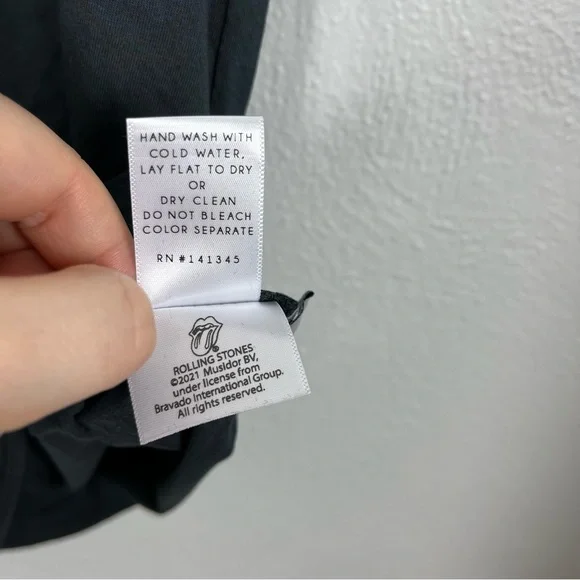 HAND WASH WITH
COLD WATER,
LAY FLAT TO DRY
OR
DRY CLEAN
DO NOT BLEACH
COLOR SEPARATE
RN #141345
®
ROLLING STONES
©2021 Musidor BV,
under license from
Bravado International Group.
All rights reserved.